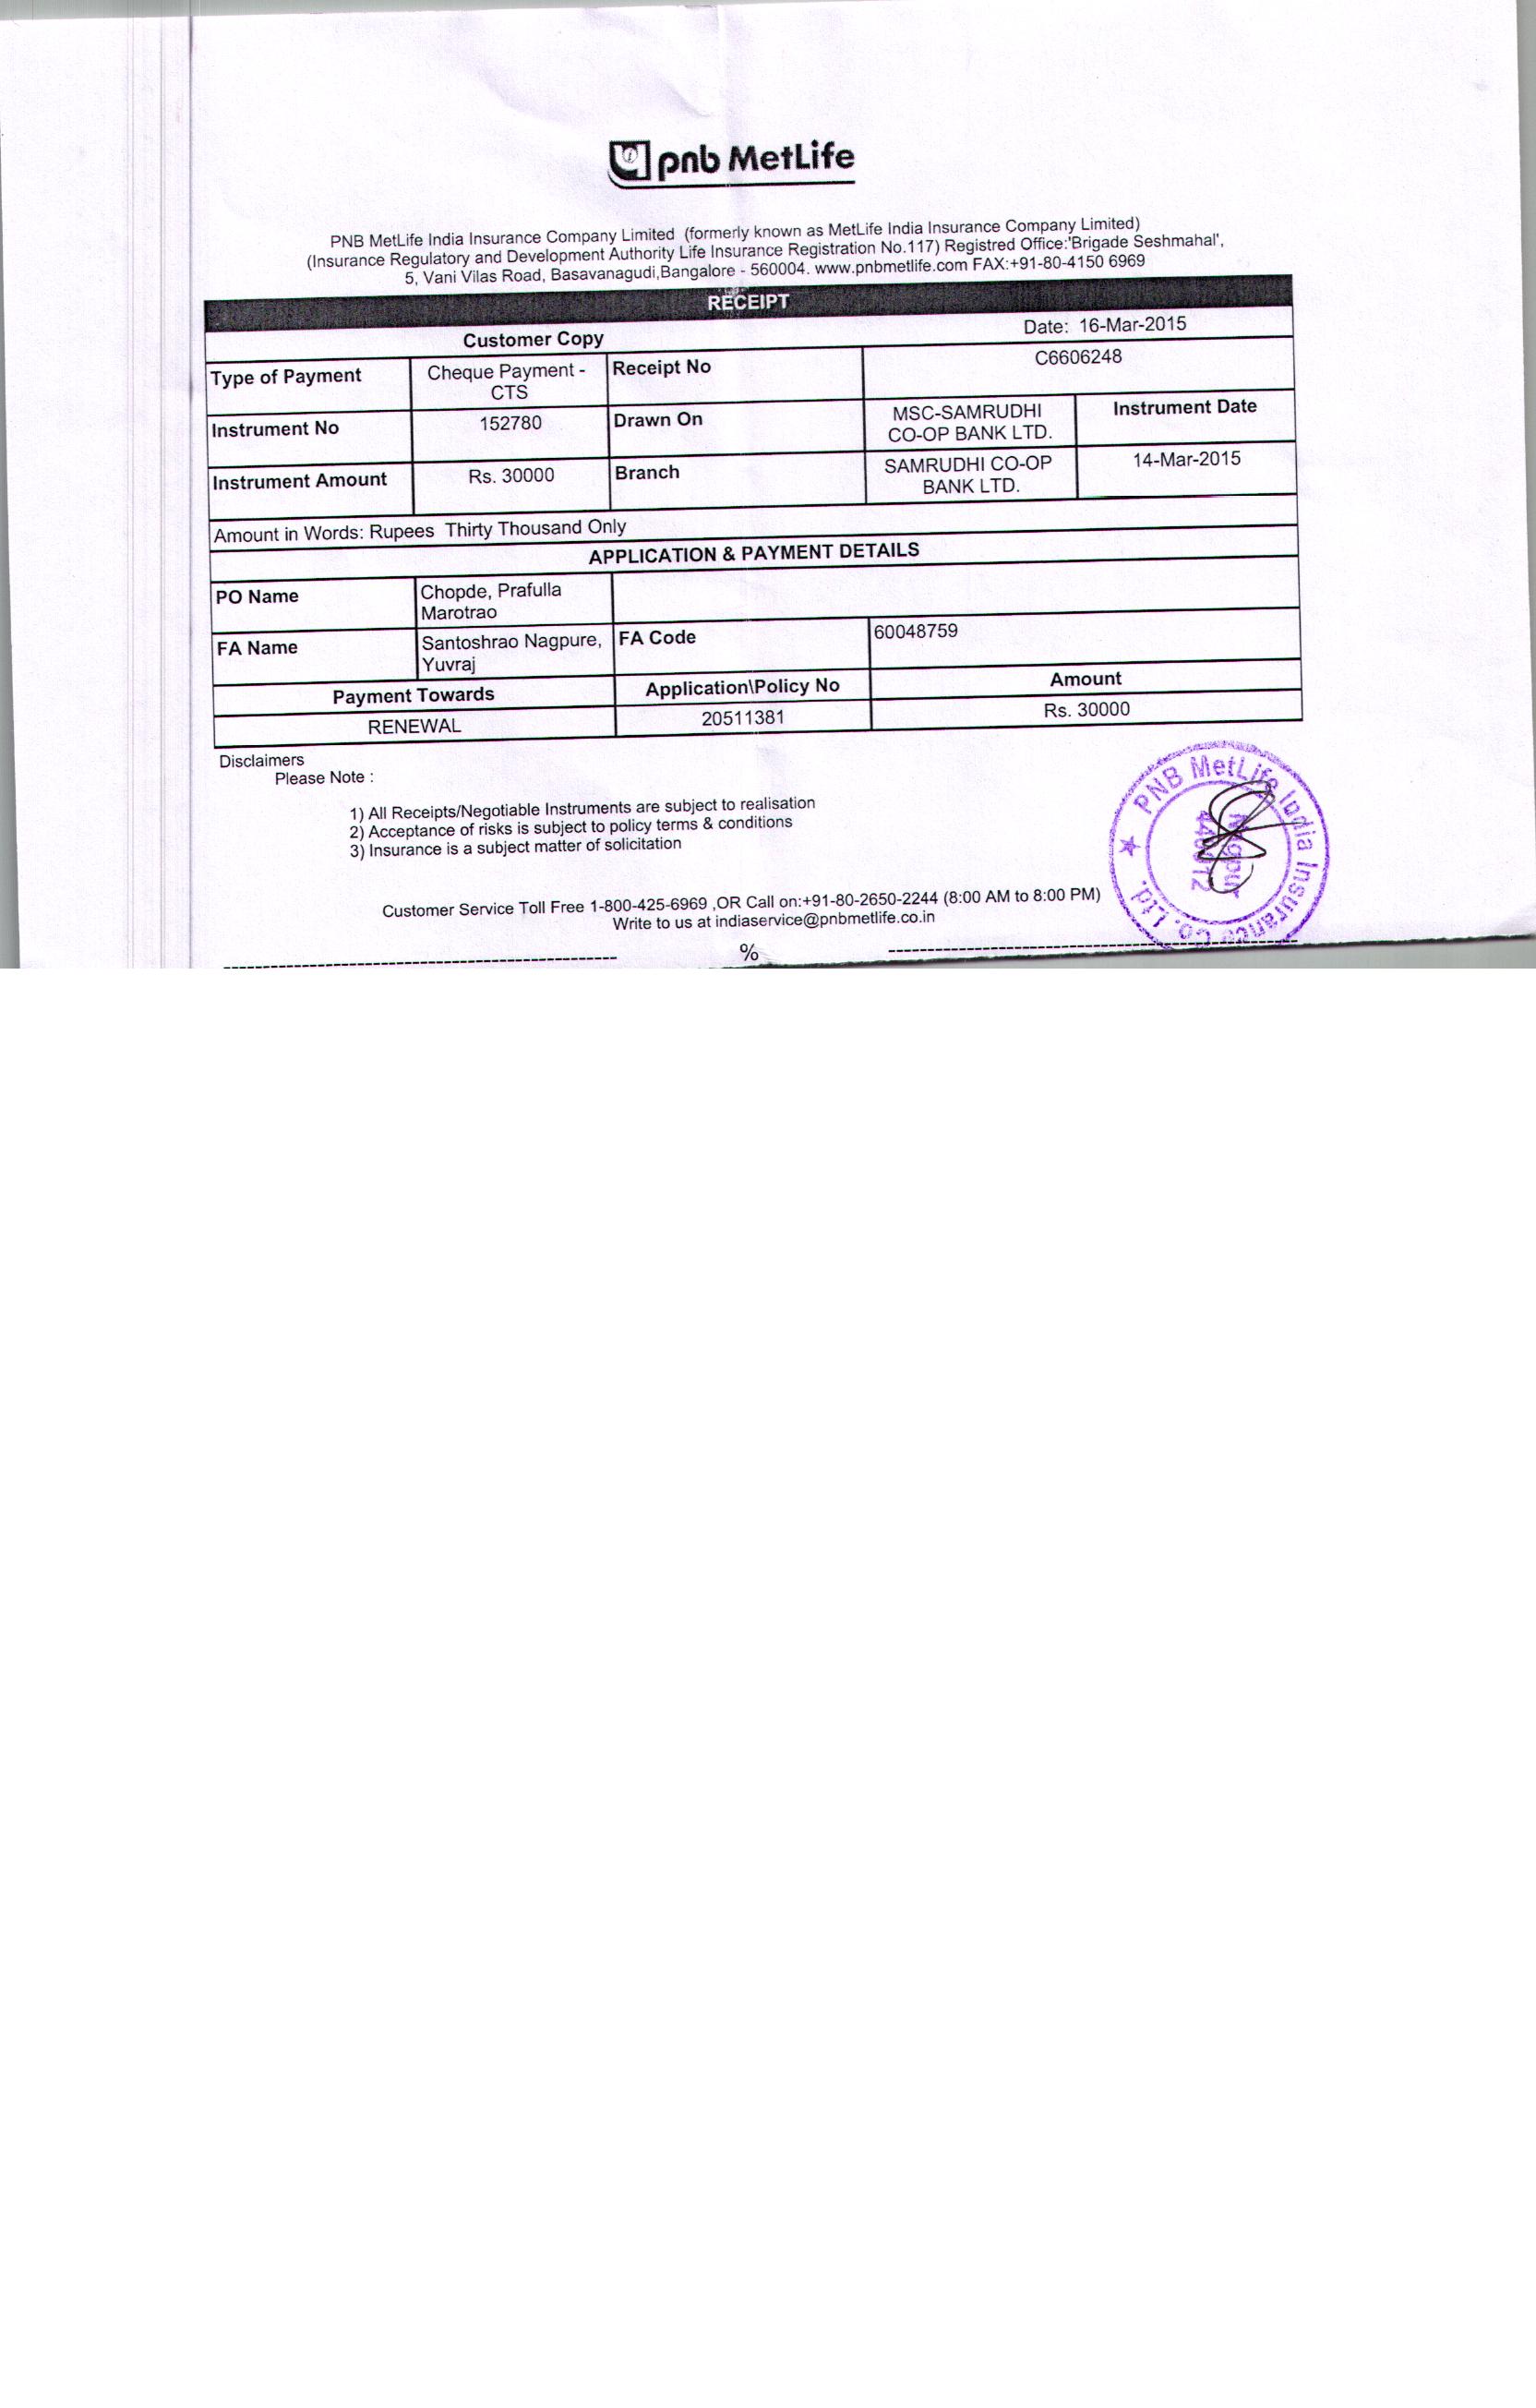 pnb MetLife
PNB MetLife India Insurance Company Limited (formerly known as MetLife India Insurance Company Limited)
(Insurance Regulatory and Development Authority Life Insurance Registration No.117) Registred Office:'Brigade Seshmahal',
5, Vani Vilas Road, Basavanagudi,Bangalore - 560004. www.pnbmetlife.com FAX:+91-80-4150 6969
RECEIPT
Customer Copy Date: 16-Mar-2015
Type of Payment Cheque Payment - Receipt No C6606248
CTS
Instrument No 152780 Drawn On MSC-SAMRUDHI Instrument Date
CO-OP BANK LTD.
Instrument Amount Rs. 30000 Branch SAMRUDHI CO-OP 14-Mar-2015
BANK LTD.
Amount in Words: Rupees Thirty Thousand Only
APPLICATION & PAYMENT DETAILS
PO Name Chopde, Prafulla
Marotrao
FA Name Santoshrao Nagpure, FA Code 60048759
Yuvraj
Payment Towards Application\Policy No Amount
RENEWAL 20511381 Rs. 30000
Disclaimers
Please Note :
1) All Receipts/Negotiable Instruments are subject to realisation
2) Acceptance of risks is subject to policy terms & conditions
3) Insurance is a subject matter of solicitation
PNB MetLife India Insurance Co. Ltd.
Nagpur
440012
Customer Service Toll Free 1-800-425-6969 ,OR Call on:+91-80-2650-2244 (8:00 AM to 8:00 PM)
Write to us at indiaservice@pnbmetlife.co.in
%